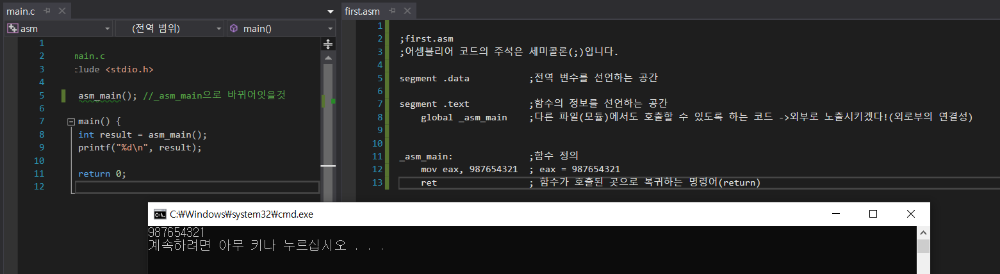 main.c
asm
(전역 범위)
main()
1
2 main.c
3 clude <stdio.h>
4
5 asm_main(); //_asm_main으로 바뀌어잇을것
6
7 main() {
8 int result = asm_main();
9 printf("%d\n", result);
10
11 return 0;
12
first.asm
1
2 ;first.asm
3 ;어셈블리어 코드의 주석은 세미콜론(;)입니다.
4
5 segment .data ;전역 변수를 선언하는 공간
6
7 segment .text ;함수의 정보를 선언하는 공간
8 global _asm_main ;다른 파일(모듈)에서도 호출할 수 있도록 하는 코드 ->외부로 노출시키겠다!(외로부의 연결성)
9
10
11 _asm_main: ;함수 정의
12 mov eax, 987654321 ; eax = 987654321
13 ret ; 함수가 호출된 곳으로 복귀하는 명령어(return)
C:\. C:₩Windows₩system32₩cmd.exe
987654321
계속하려면 아무 키나 누르십시오 . . .